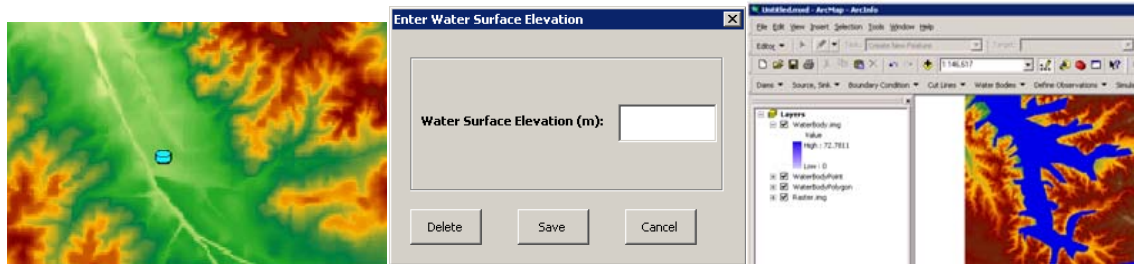 Enter Water Surface Elevation
Water Surface Elevation (m):
Delete Save Cancel
Untitled.mxd - ArcMap - ArcInfo
File Edit View Insert Selection Tools Window Help
Editor Task: Create New Feature Target:
1:146,617
Dams Source, Sink Boundary Condition Cut Lines Water Bodies Define Observations
Layers
WaterBody.img
Value
High : 72.7811
Low : 0
WaterBodyPoint
WaterBodyPolygon
Raster.img